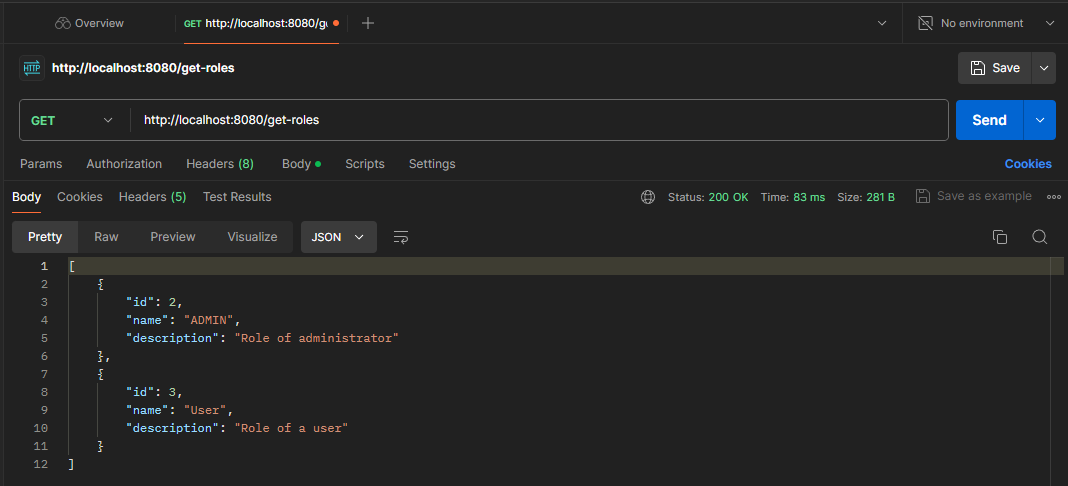 Overview GET http://localhost:8080/g No environment
HTTP http://localhost:8080/get-roles Save
GET http://localhost:8080/get-roles Send
Params Authorization Headers (8) Body Scripts Settings Cookies
Body Cookies Headers (5) Test Results Status: 200 OK Time: 83 ms Size: 281 B Save as example
Pretty Raw Preview Visualize JSON
1 [
2 {
3 "id": 2,
4 "name": "ADMIN",
5 "description": "Role of administrator"
6 },
7 {
8 "id": 3,
9 "name": "User",
10 "description": "Role of a user"
11 }
12 ]